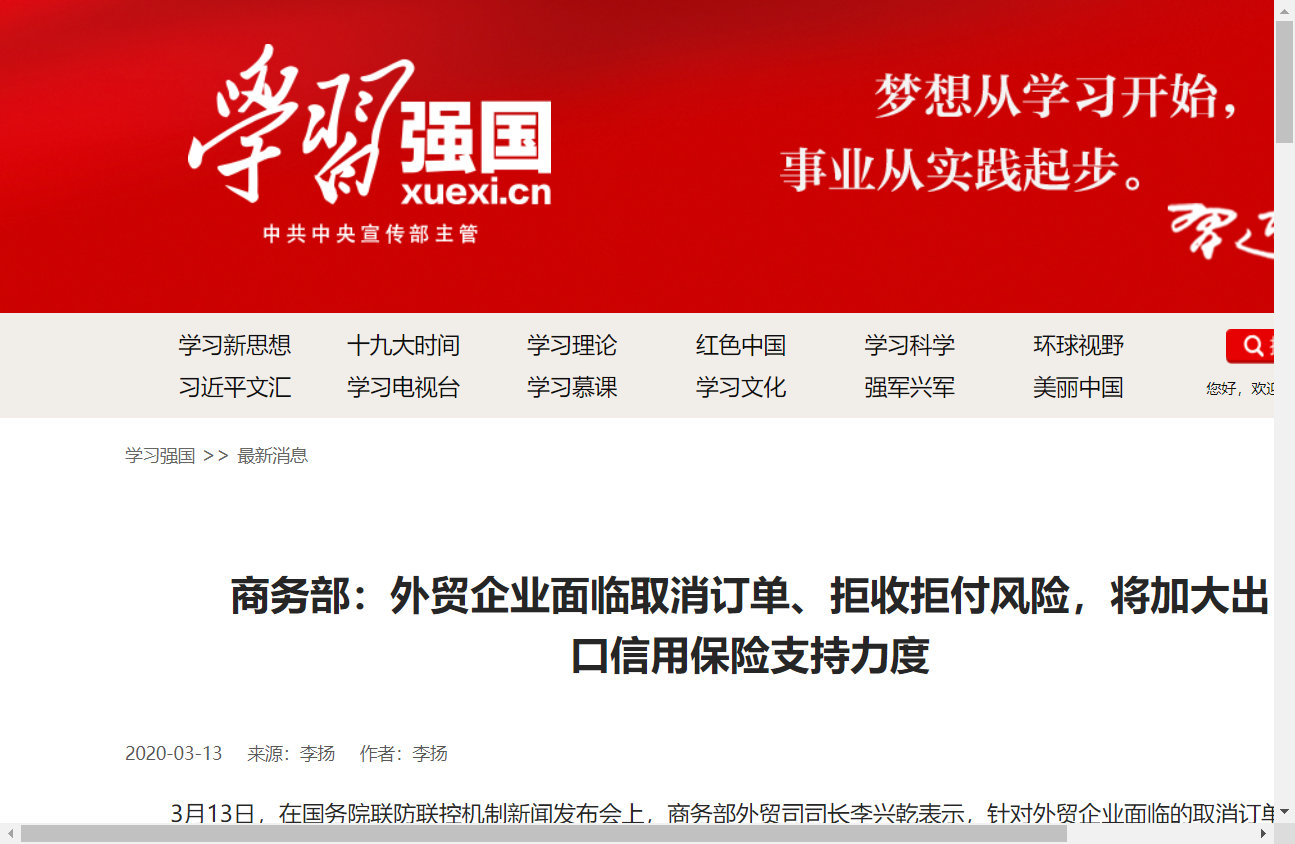 学習强国
xuexi.cn
中共中央宣传部主管
梦想从学习开始，
事业从实践起步。
习近
学习新思想 十九大时间 学习理论 红色中国 学习科学 环球视野
习近平文汇 学习电视台 学习慕课 学习文化 强军兴军 美丽中国
您好，欢迎
学习强国 >> 最新消息
商务部：外贸企业面临取消订单、拒收拒付风险，将加大出
口信用保险支持力度
2020-03-13 来源：李扬 作者：李扬
3月13日，在国务院联防联控机制新闻发布会上，商务部外贸司司长李兴乾表示，针对外贸企业面临的取消订单